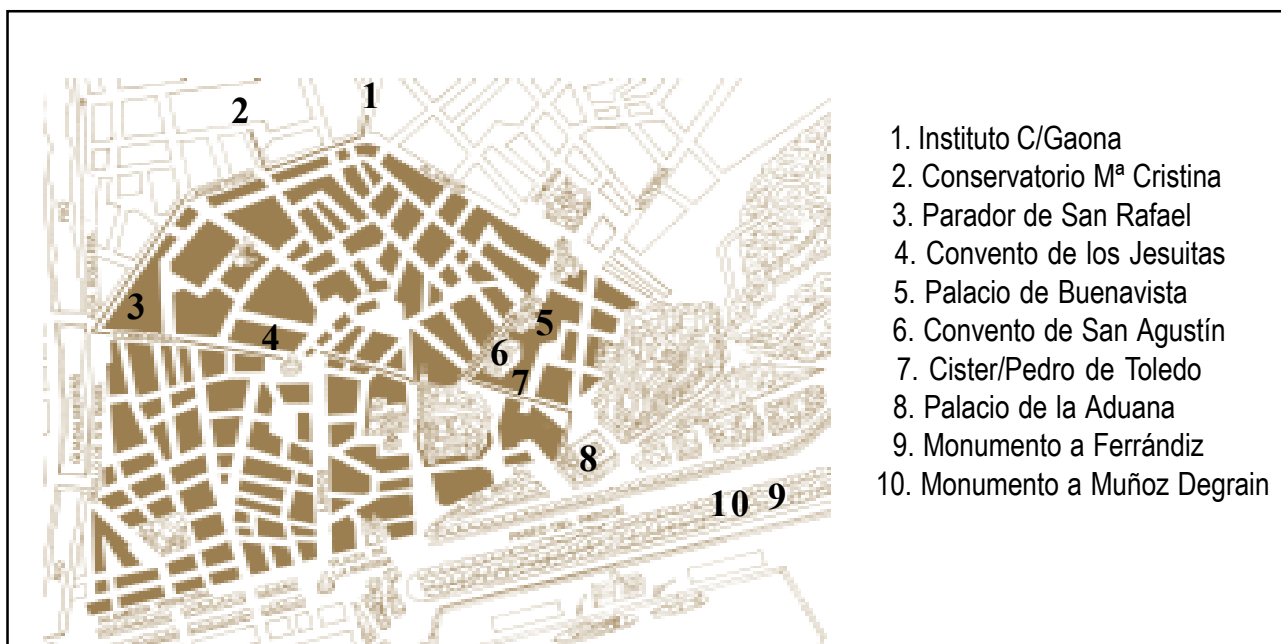 1
2
3
4
5
6
7
8
10 9
1. Instituto C/Gaona
2. Conservatorio Mª Cristina
3. Parador de San Rafael
4. Convento de los Jesuitas
5. Palacio de Buenavista
6. Convento de San Agustín
7. Cister/Pedro de Toledo
8. Palacio de la Aduana
9. Monumento a Ferrándiz
10. Monumento a Muñoz Degrain